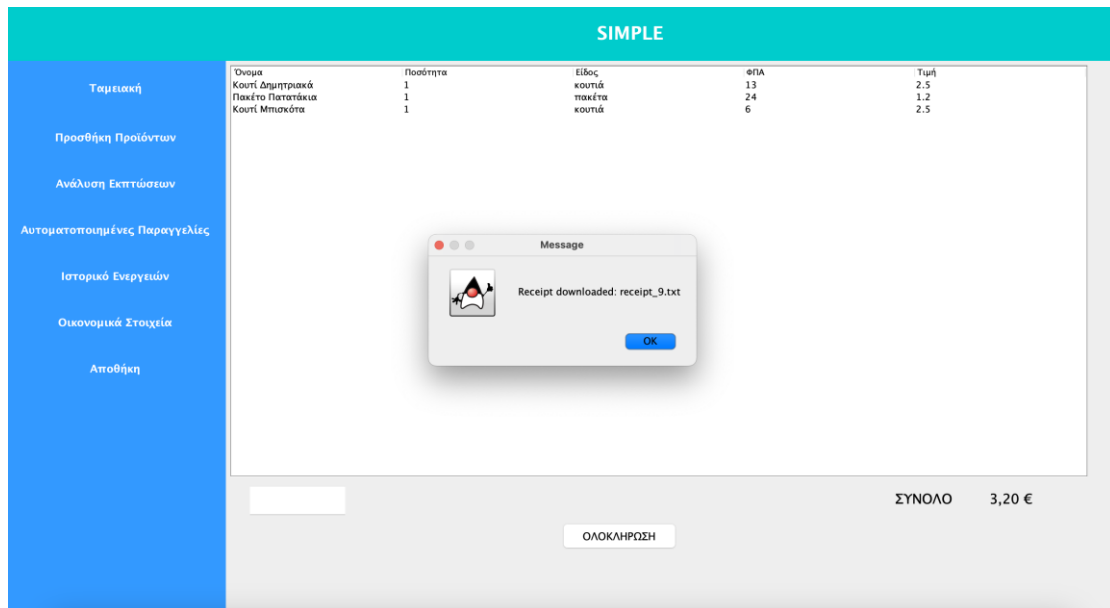 SIMPLE
Ταμειακή
Προσθήκη Προϊόντων
Ανάλυση Εκπτώσεων
Αυτοματοποιημένες Παραγγελίες
Ιστορικό Ενεργειών
Οικονομικά Στοιχεία
Αποθήκη
Όνομα Ποσότητα Είδος ΦΠΑ Τιμή
Κουτί Δημητριακά 1 κουτιά 13 2.5
Πακέτο Πατατάκια 1 πακέτα 24 1.2
Κουτί Μπισκότα 1 κουτιά 6 2.5
Message
Receipt downloaded: receipt_9.txt
OK
ΣΥΝΟΛΟ 3,20 €
ΟΛΟΚΛΗΡΩΣΗ